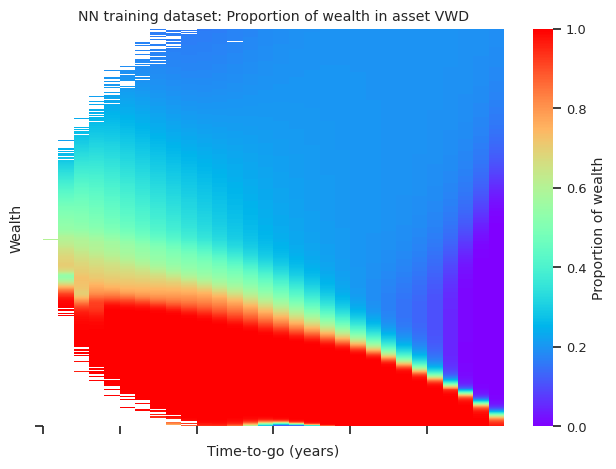 NN training dataset: Proportion of wealth in asset VWD
Wealth
Time-to-go (years)
1.0
0.8
0.6
0.4
0.2
0.0
Proportion of wealth